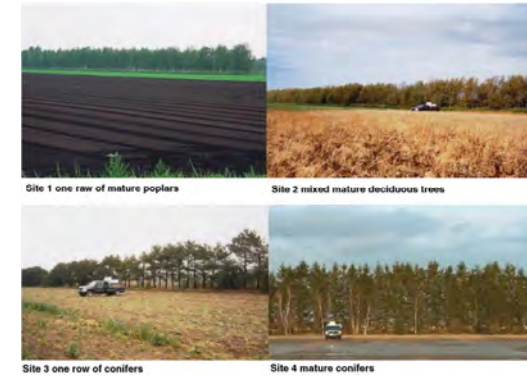 Site 1 one raw of mature poplars
Site 2 mixed mature deciduous trees
Site 3 one row of conifers
Site 4 mature conifers